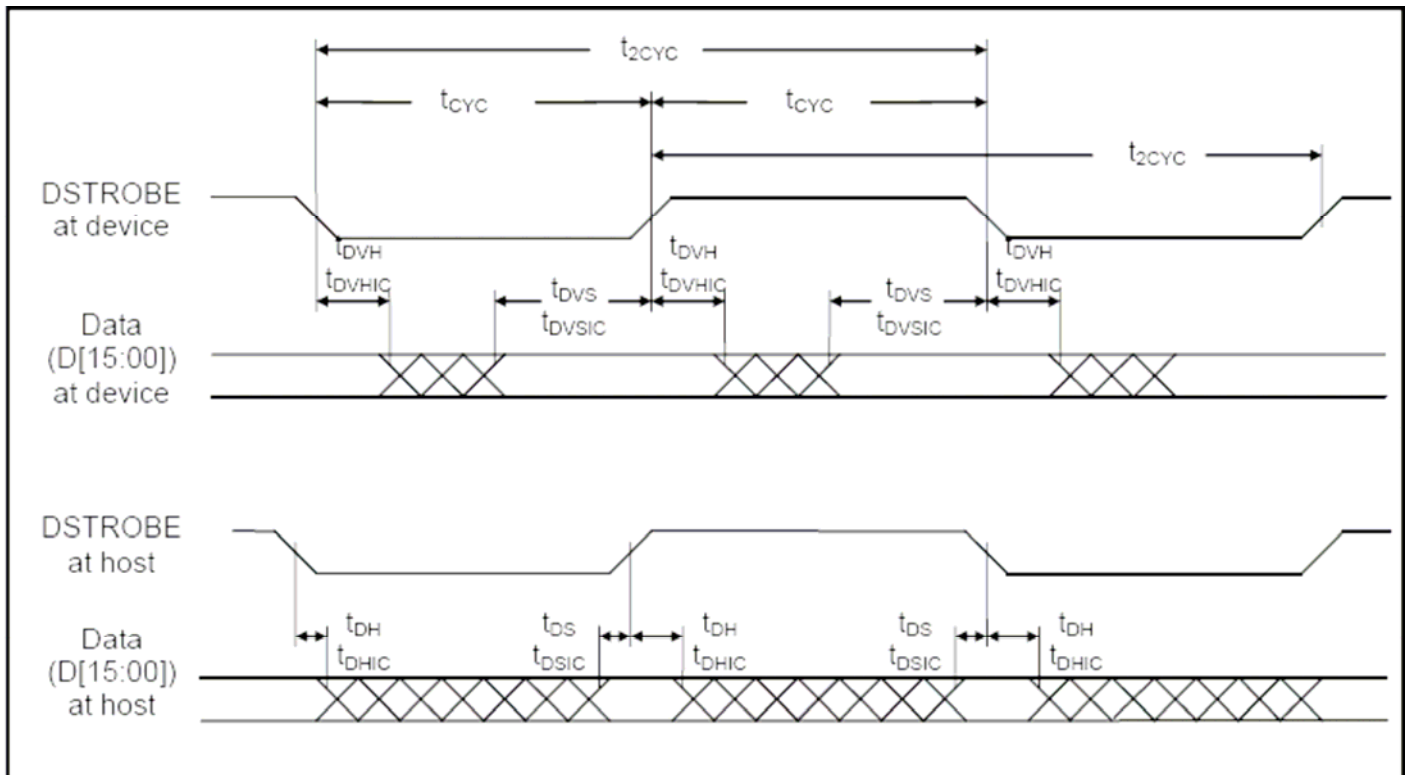 t2CYC
tCYC tCYC
t2CYC
DSTROBE
at device
tDVH tDVH tDVH
tDVHIC tDVS tDVHIC tDVS tDVHIC
tDVSIC tDVSIC
Data
(D[15:00])
at device
DSTROBE
at host
tDH tDS tDH tDS tDH
tDHIC tDSIC tDHIC tDSIC tDHIC
Data
(D[15:00])
at host